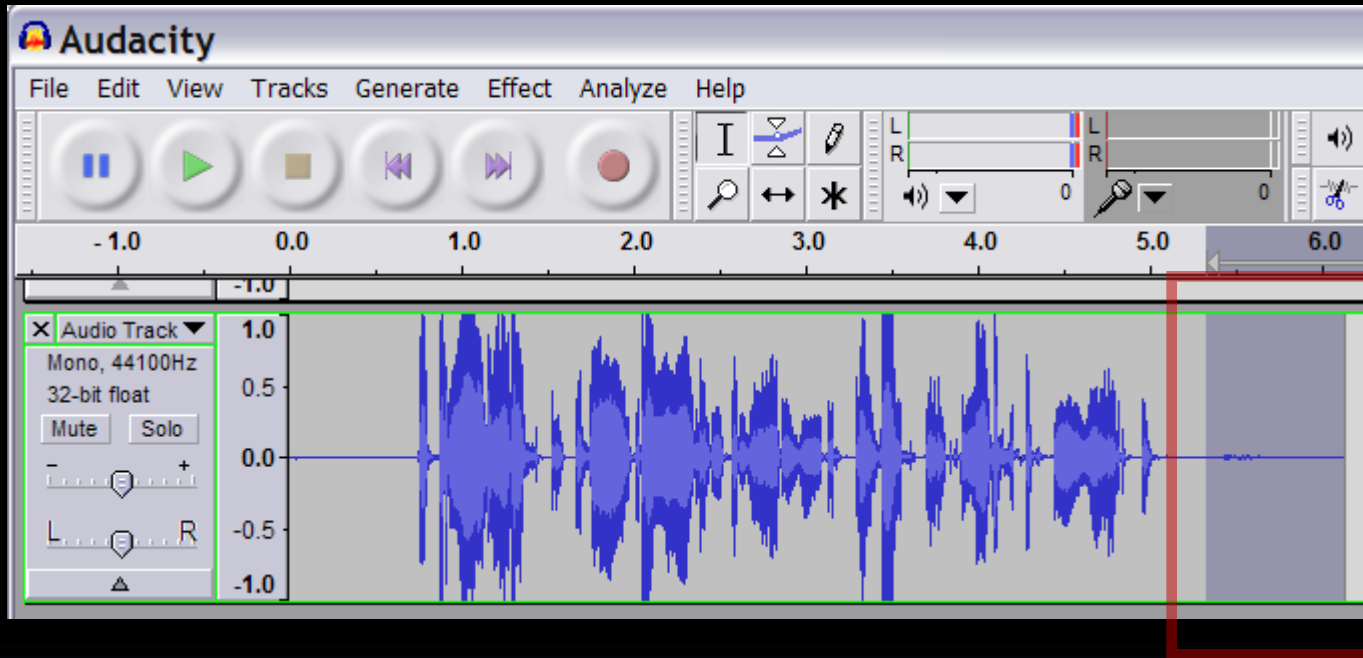 Audacity
File Edit View Tracks Generate Effect Analyze Help
L L
R R
0 0
- 1.0 0.0 1.0 2.0 3.0 4.0 5.0 6.0
-1.0
X Audio Track 1.0
Mono, 44100Hz
32-bit float 0.5
Mute Solo
- + 0.0
L R -0.5
-1.0